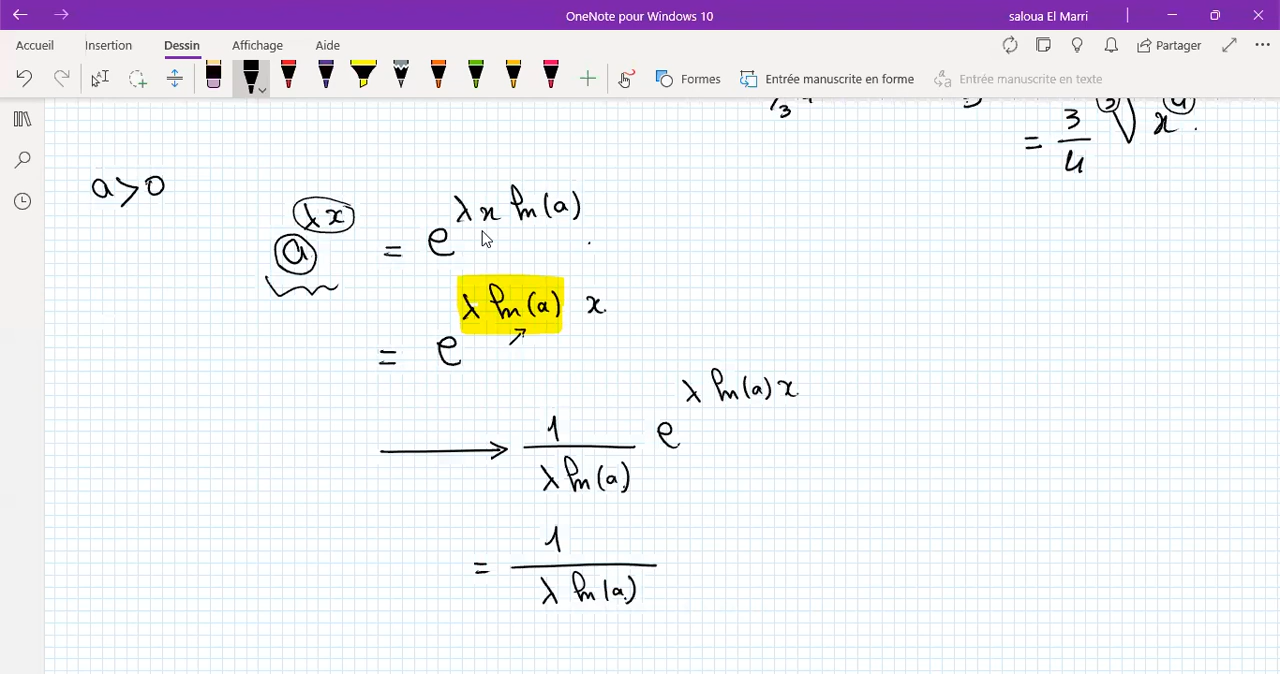 OneNote pour Windows 10
saloua El Marri
Accueil Insertion Dessin Affichage Aide
Partager
Formes Entrée manuscrite en forme Entrée manuscrite en texte
= 3/4 ∛x⁴.
a>0
a^(λx) = e^(λx ln(a)).
= e^(λ ln(a) x)
⟶ 1/(λ ln(a)) e^(λ ln(a) x)
= 1/(λ ln(a))